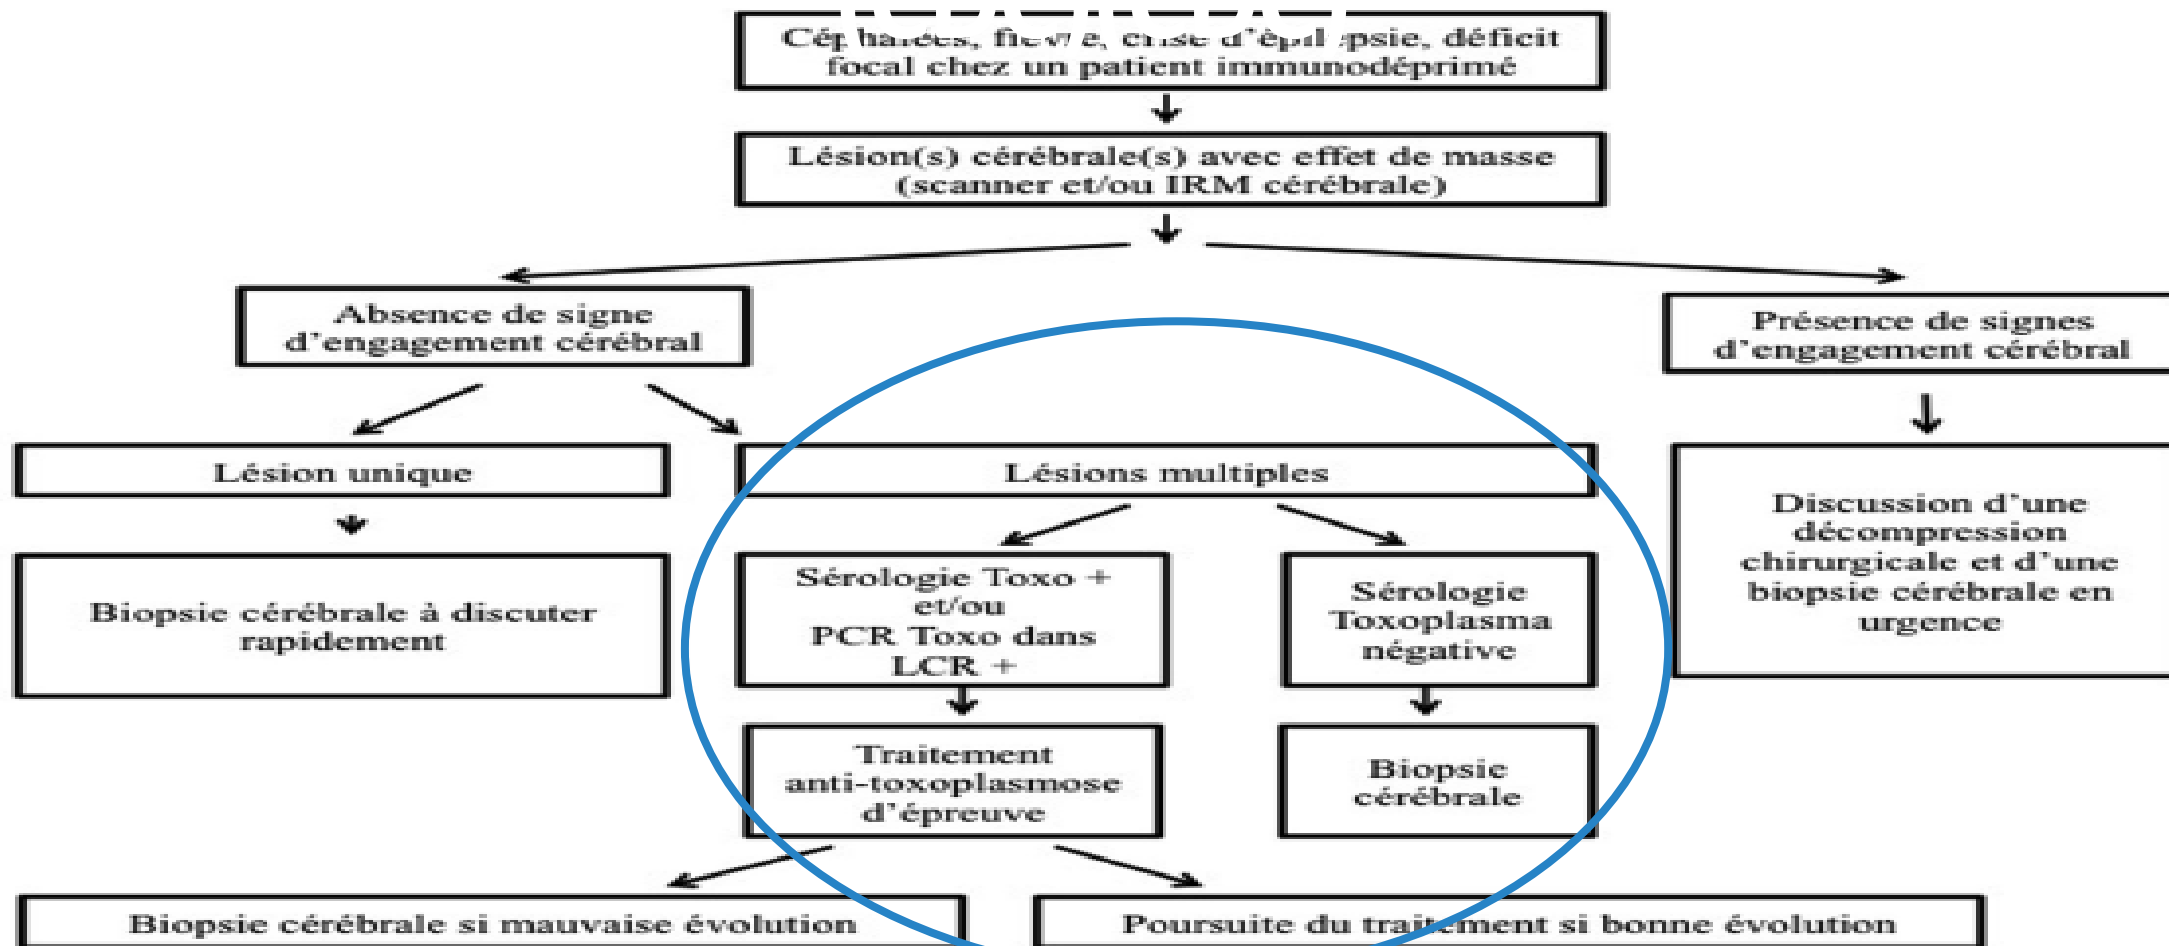 déficit
focal chez un patient immunodéprimé
Lésion(s) cérébrale(s) avec effet de masse
(scanner et/ou IRM cérébrale)
Absence de signe
d’engagement cérébral
Présence de signes
d’engagement cérébral
Lésion unique
Lésions multiples
Biopsie cérébrale à discuter
rapidement
Sérologie Toxo +
et/ou
PCR Toxo dans
LCR +
Sérologie
Toxoplasma
négative
Discussion d’une
décompression
chirurgicale et d’une
biopsie cérébrale en
urgence
Traitement
anti-toxoplasmose
d’épreuve
Biopsie
cérébrale
Biopsie cérébrale si mauvaise évolution
Poursuite du traitement si bonne évolution